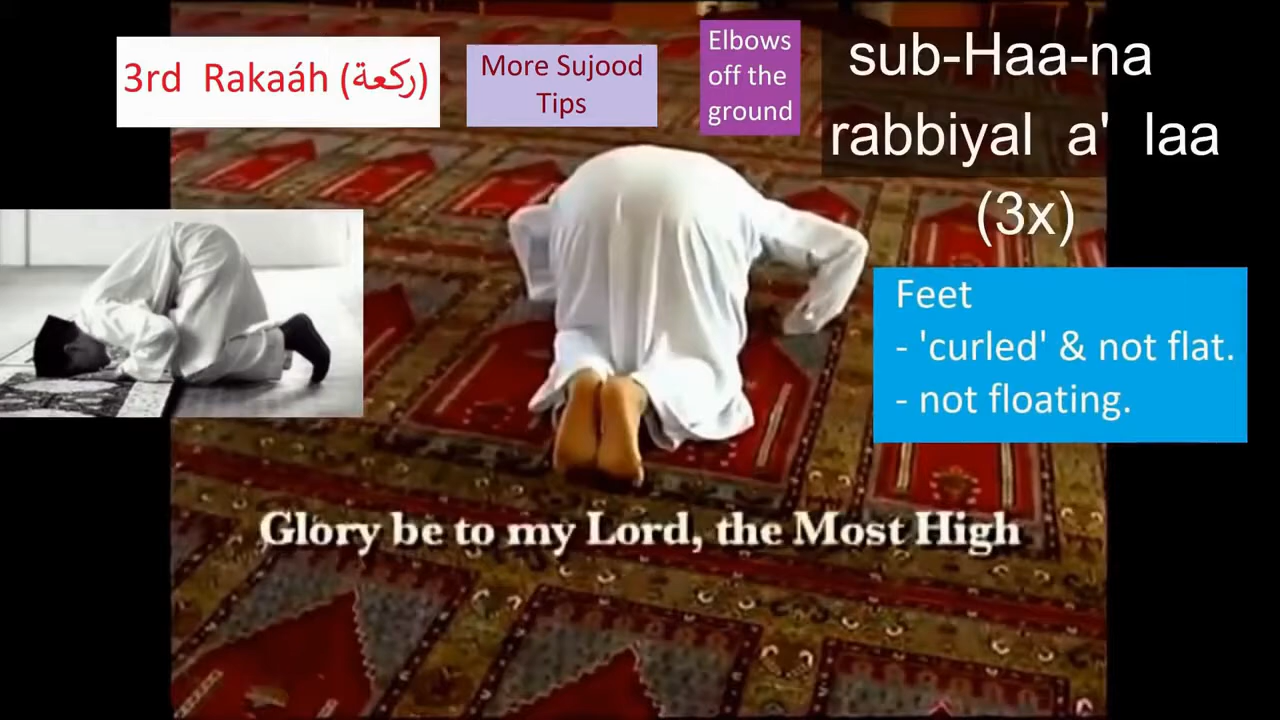 3rd Rakaáh (ركعة)
More Sujood
Tips
Elbows
off the
ground
sub-Haa-na
rabbiyal a' laa
(3x)
Feet
- 'curled' & not flat.
- not floating.
Glory be to my Lord, the Most High